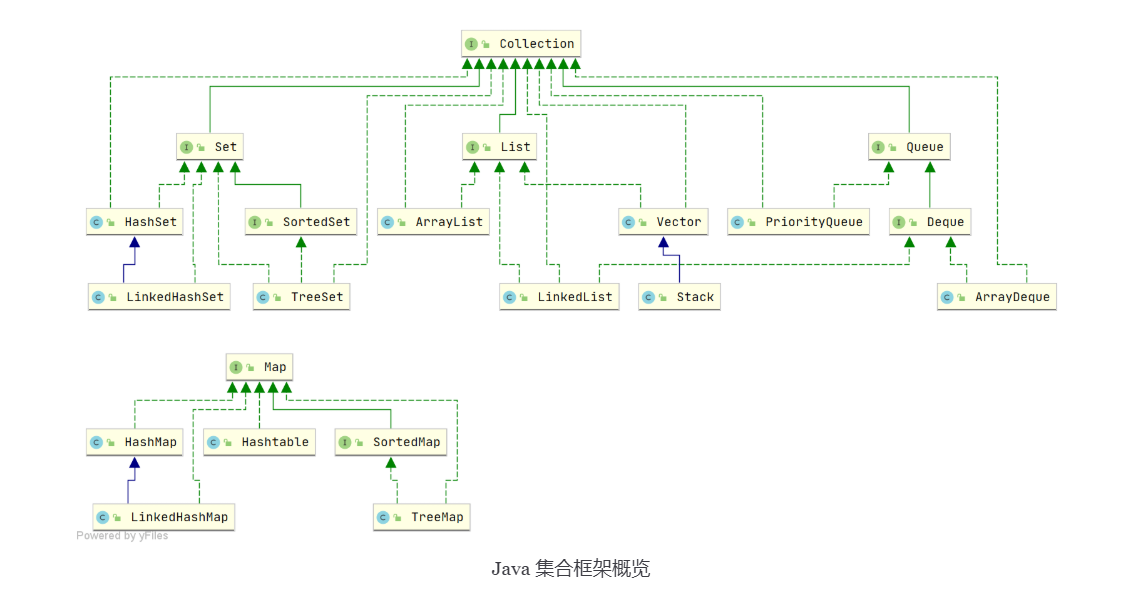 I Collection
I Set
I List
I Queue
C HashSet
I SortedSet
C ArrayList
C Vector
C PriorityQueue
I Deque
C LinkedHashSet
C TreeSet
C LinkedList
C Stack
C ArrayDeque
I Map
C HashMap
C Hashtable
I SortedMap
C LinkedHashMap
C TreeMap
Powered by yFiles
Java 集合框架概览